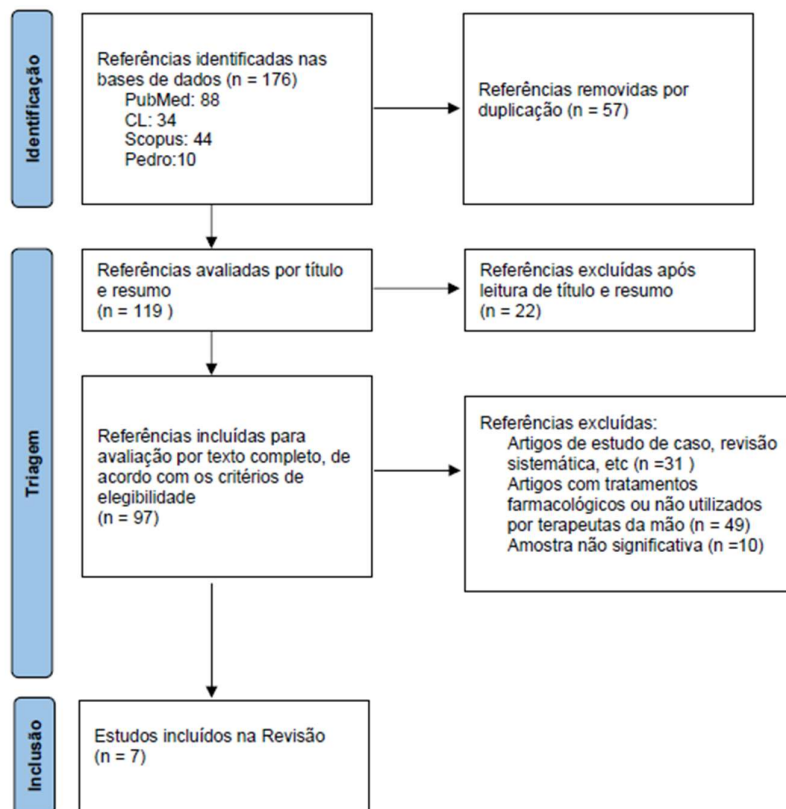 Identificação
Referências identificadas nas
bases de dados (n = 176)
PubMed: 88
CL: 34
Scopus: 44
Pedro:10
Referências removidas por
duplicação (n = 57)
Triagem
Referências avaliadas por título
e resumo
(n = 119 )
Referências excluídas após
leitura de título e resumo
(n = 22)
Referências incluídas para
avaliação por texto completo, de
acordo com os critérios de
elegibilidade
(n = 97)
Referências excluídas:
Artigos de estudo de caso, revisão
sistemática, etc (n =31 )
Artigos com tratamentos
farmacológicos ou não utilizados
por terapeutas da mão (n = 49)
Amostra não significativa (n =10)
Inclusão
Estudos incluídos na Revisão
(n = 7)